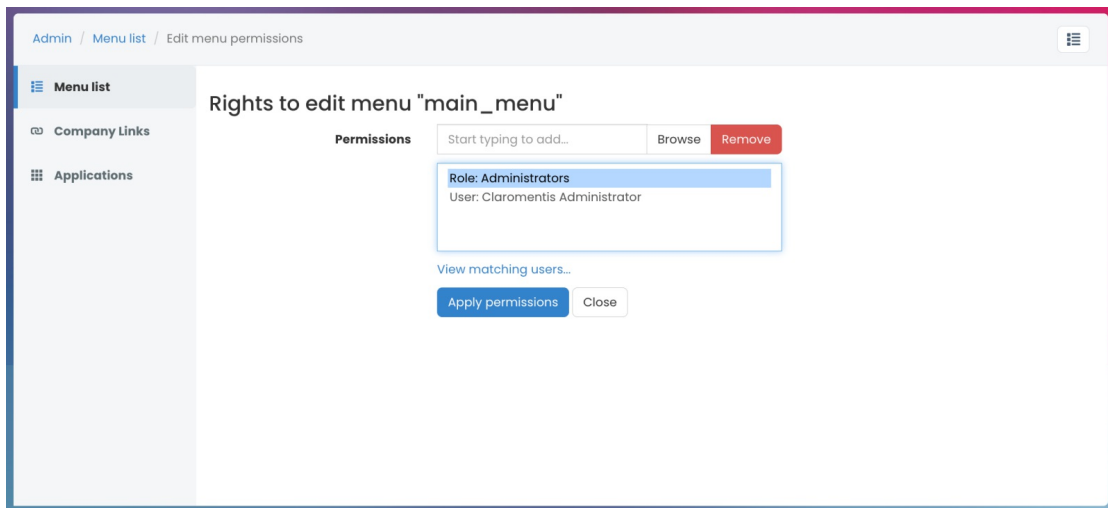 Admin / Menu list / Edit menu permissions
Menu list
Company Links
Applications
Rights to edit menu "main_menu"
Permissions
Start typing to add...
Browse
Remove
Role: Administrators
User: Claromentis Administrator
View matching users...
Apply permissions
Close